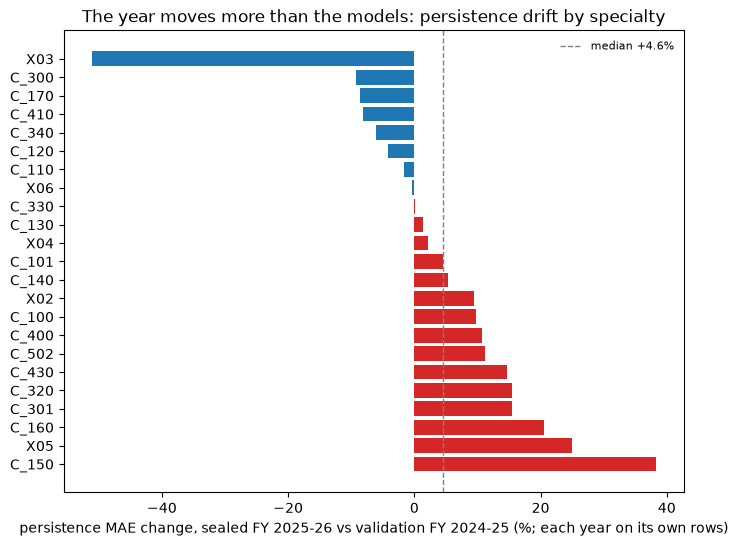 The year moves more than the models: persistence drift by specialty
median +4.6%
X03
C_300
C_170
C_410
C_340
C_120
C_110
X06
C_330
C_130
X04
C_101
C_140
X02
C_100
C_400
C_502
C_430
C_320
C_301
C_160
X05
C_150
−40
−20
0
20
40
persistence MAE change, sealed FY 2025-26 vs validation FY 2024-25 (%; each year on its own rows)